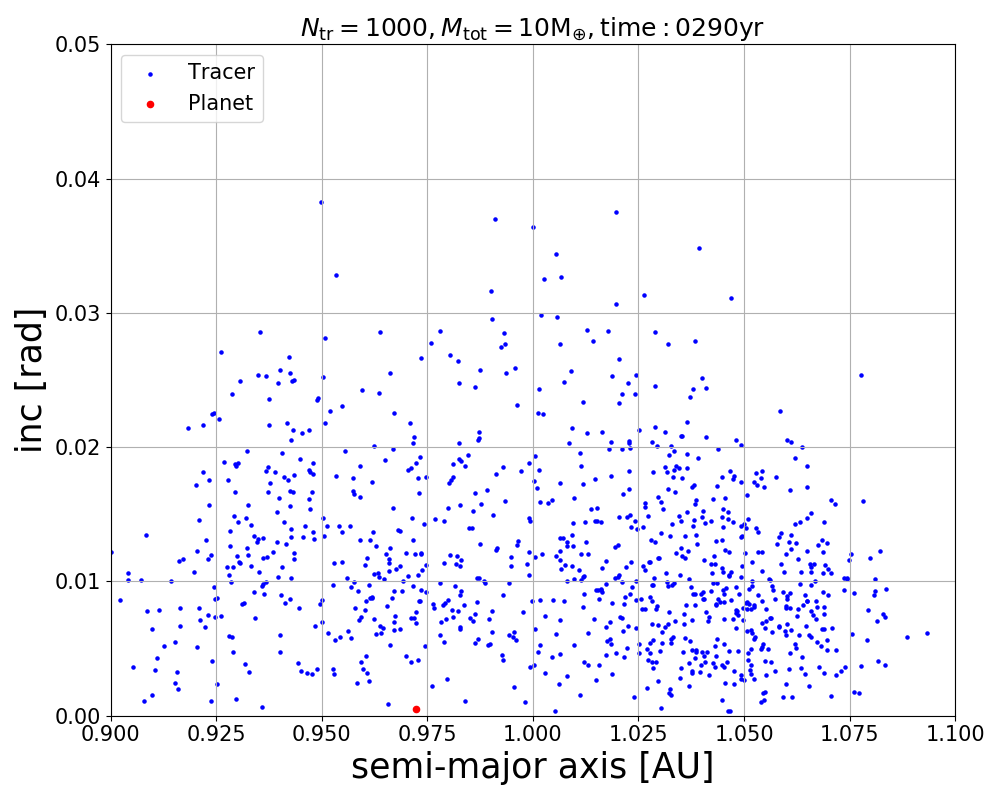 N_tr = 1000, M_tot = 10M_⊕, time : 0290yr
Tracer
Planet
0.05
0.04
0.03
0.02
0.01
0.00
inc [rad]
0.900 0.925 0.950 0.975 1.000 1.025 1.050 1.075 1.100
semi-major axis [AU]